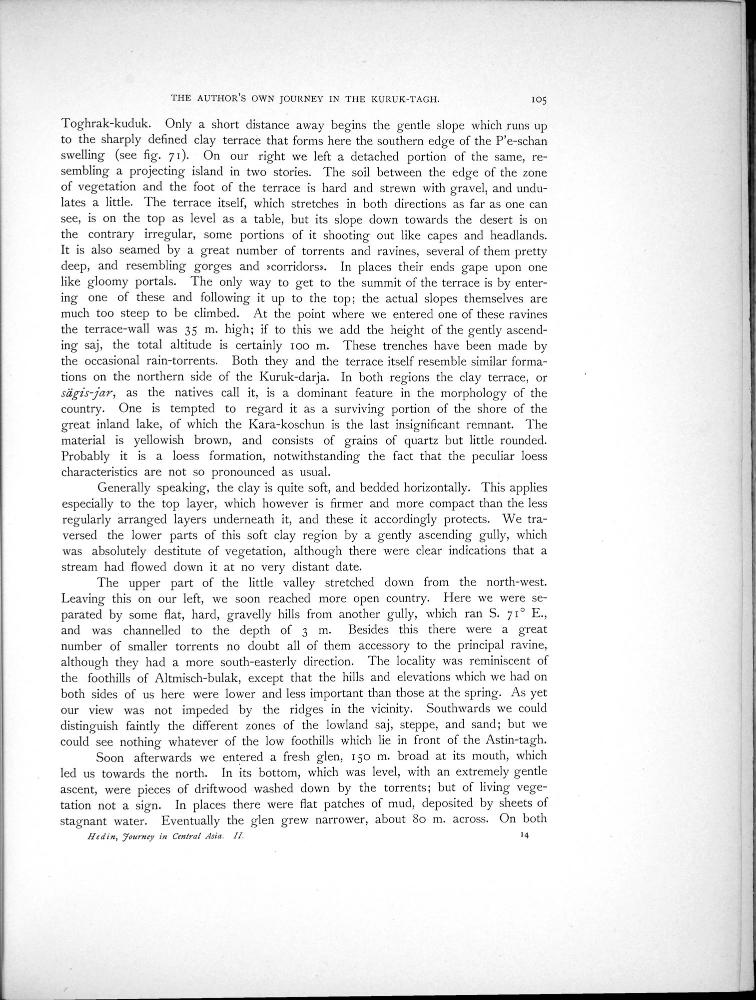 THE AUTHOR'S OWN JOURNEY IN THE KURUK-TAGH. 105
Toghrak-kuduk. Only a short distance away begins the gentle slope which runs up
to the sharply defined clay terrace that forms here the southern edge of the P'e-schan
swelling (see fig. 71). On our right we left a detached portion of the same, re-
sembling a projecting island in two stories. The soil between the edge of the zone
of vegetation and the foot of the terrace is hard and strewn with gravel, and undu-
lates a little. The terrace itself, which stretches in both directions as far as one can
see, is on the top as level as a table, but its slope down towards the desert is on
the contrary irregular, some portions of it shooting out like capes and headlands.
It is also seamed by a great number of torrents and ravines, several of them pretty
deep, and resembling gorges and »corridors». In places their ends gape upon one
like gloomy portals. The only way to get to the summit of the terrace is by enter-
ing one of these and following it up to the top; the actual slopes themselves are
much too steep to be climbed. At the point where we entered one of these ravines
the terrace-wall was 35 m. high; if to this we add the height of the gently ascend-
ing saj, the total altitude is certainly 100 m. These trenches have been made by
the occasional rain-torrents. Both they and the terrace itself resemble similar forma-
tions on the northern side of the Kuruk-darja. In both regions the clay terrace, or
sägis-jar, as the natives call it, is a dominant feature in the morphology of the
country. One is tempted to regard it as a surviving portion of the shore of the
great inland lake, of which the Kara-koschun is the last insignificant remnant. The
material is yellowish brown, and consists of grains of quartz but little rounded.
Probably it is a loess formation, notwithstanding the fact that the peculiar loess
characteristics are not so pronounced as usual.
Generally speaking, the clay is quite soft, and bedded horizontally. This applies
especially to the top layer, which however is firmer and more compact than the less
regularly arranged layers underneath it, and these it accordingly protects. We tra-
versed the lower parts of this soft clay region by a gently ascending gully, which
was absolutely destitute of vegetation, although there were clear indications that a
stream had flowed down it at no very distant date.
The upper part of the little valley stretched down from the north-west.
Leaving this on our left, we soon reached more open country. Here we were se-
parated by some flat, hard, gravelly hills from another gully, which ran S. 71° E.,
and was channelled to the depth of 3 m. Besides this there were a great
number of smaller torrents no doubt all of them accessory to the principal ravine,
although they had a more south-easterly direction. The locality was reminiscent of
the foothills of Altmisch-bulak, except that the hills and elevations which we had on
both sides of us here were lower and less important than those at the spring. As yet
our view was not impeded by the ridges in the vicinity. Southwards we could
distinguish faintly the different zones of the lowland saj, steppe, and sand; but we
could see nothing whatever of the low foothills which lie in front of the Astin-tagh.
Soon afterwards we entered a fresh glen, 150 m. broad at its mouth, which
led us towards the north. In its bottom, which was level, with an extremely gentle
ascent, were pieces of driftwood washed down by the torrents; but of living vege-
tation not a sign. In places there were flat patches of mud, deposited by sheets of
stagnant water. Eventually the glen grew narrower, about 80 m. across. On both
Hedin, Journey in Central Asia. II. 14